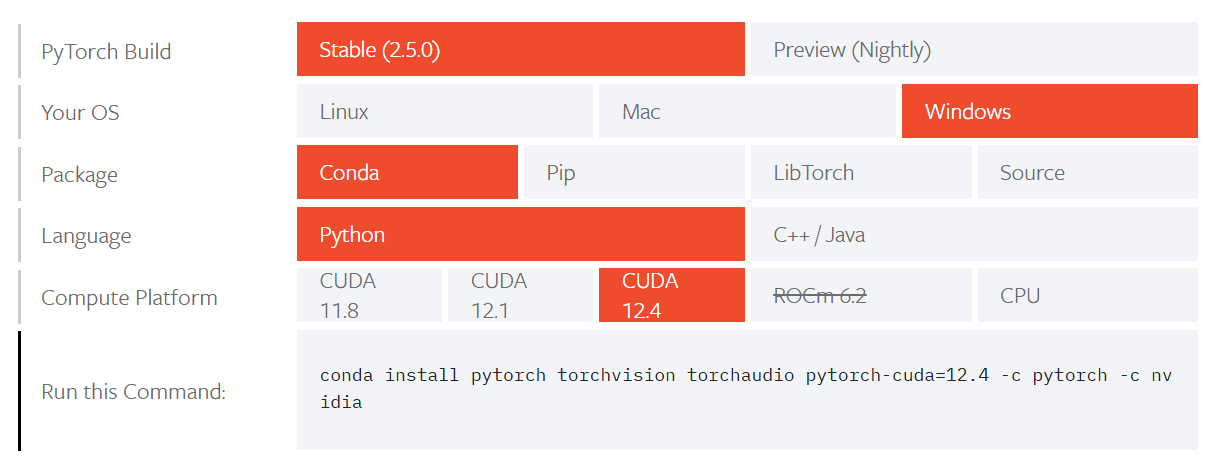 PyTorch Build
Stable (2.5.0)
Preview (Nightly)
Your OS
Linux
Mac
Windows
Package
Conda
Pip
LibTorch
Source
Language
Python
C++ / Java
Compute Platform
CUDA
11.8
CUDA
12.1
CUDA
12.4
ROCm 6.2
CPU
Run this Command:
conda install pytorch torchvision torchaudio pytorch-cuda=12.4 -c pytorch -c nv
idia